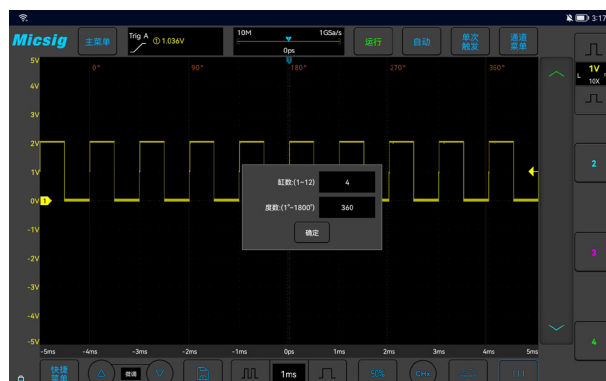 3:17
Micsig
主菜单
Trig A
① 1.036V
10M
1GSa/s
0ps
运行
自动
单次
触发
通道
菜单
5V
0°
90°
180°
270°
360°
1V
10X
4V
3V
2V
1V
0V
1
-1V
-2V
-3V
-4V
-5V
缸数:(1~12)
4
度数:(1°~1800°)
360
确定
2
3
4
-5ms
-4ms
-3ms
-2ms
-1ms
0ps
1ms
2ms
3ms
4ms
5ms
快捷
菜单
微调
1ms
50%
CHx